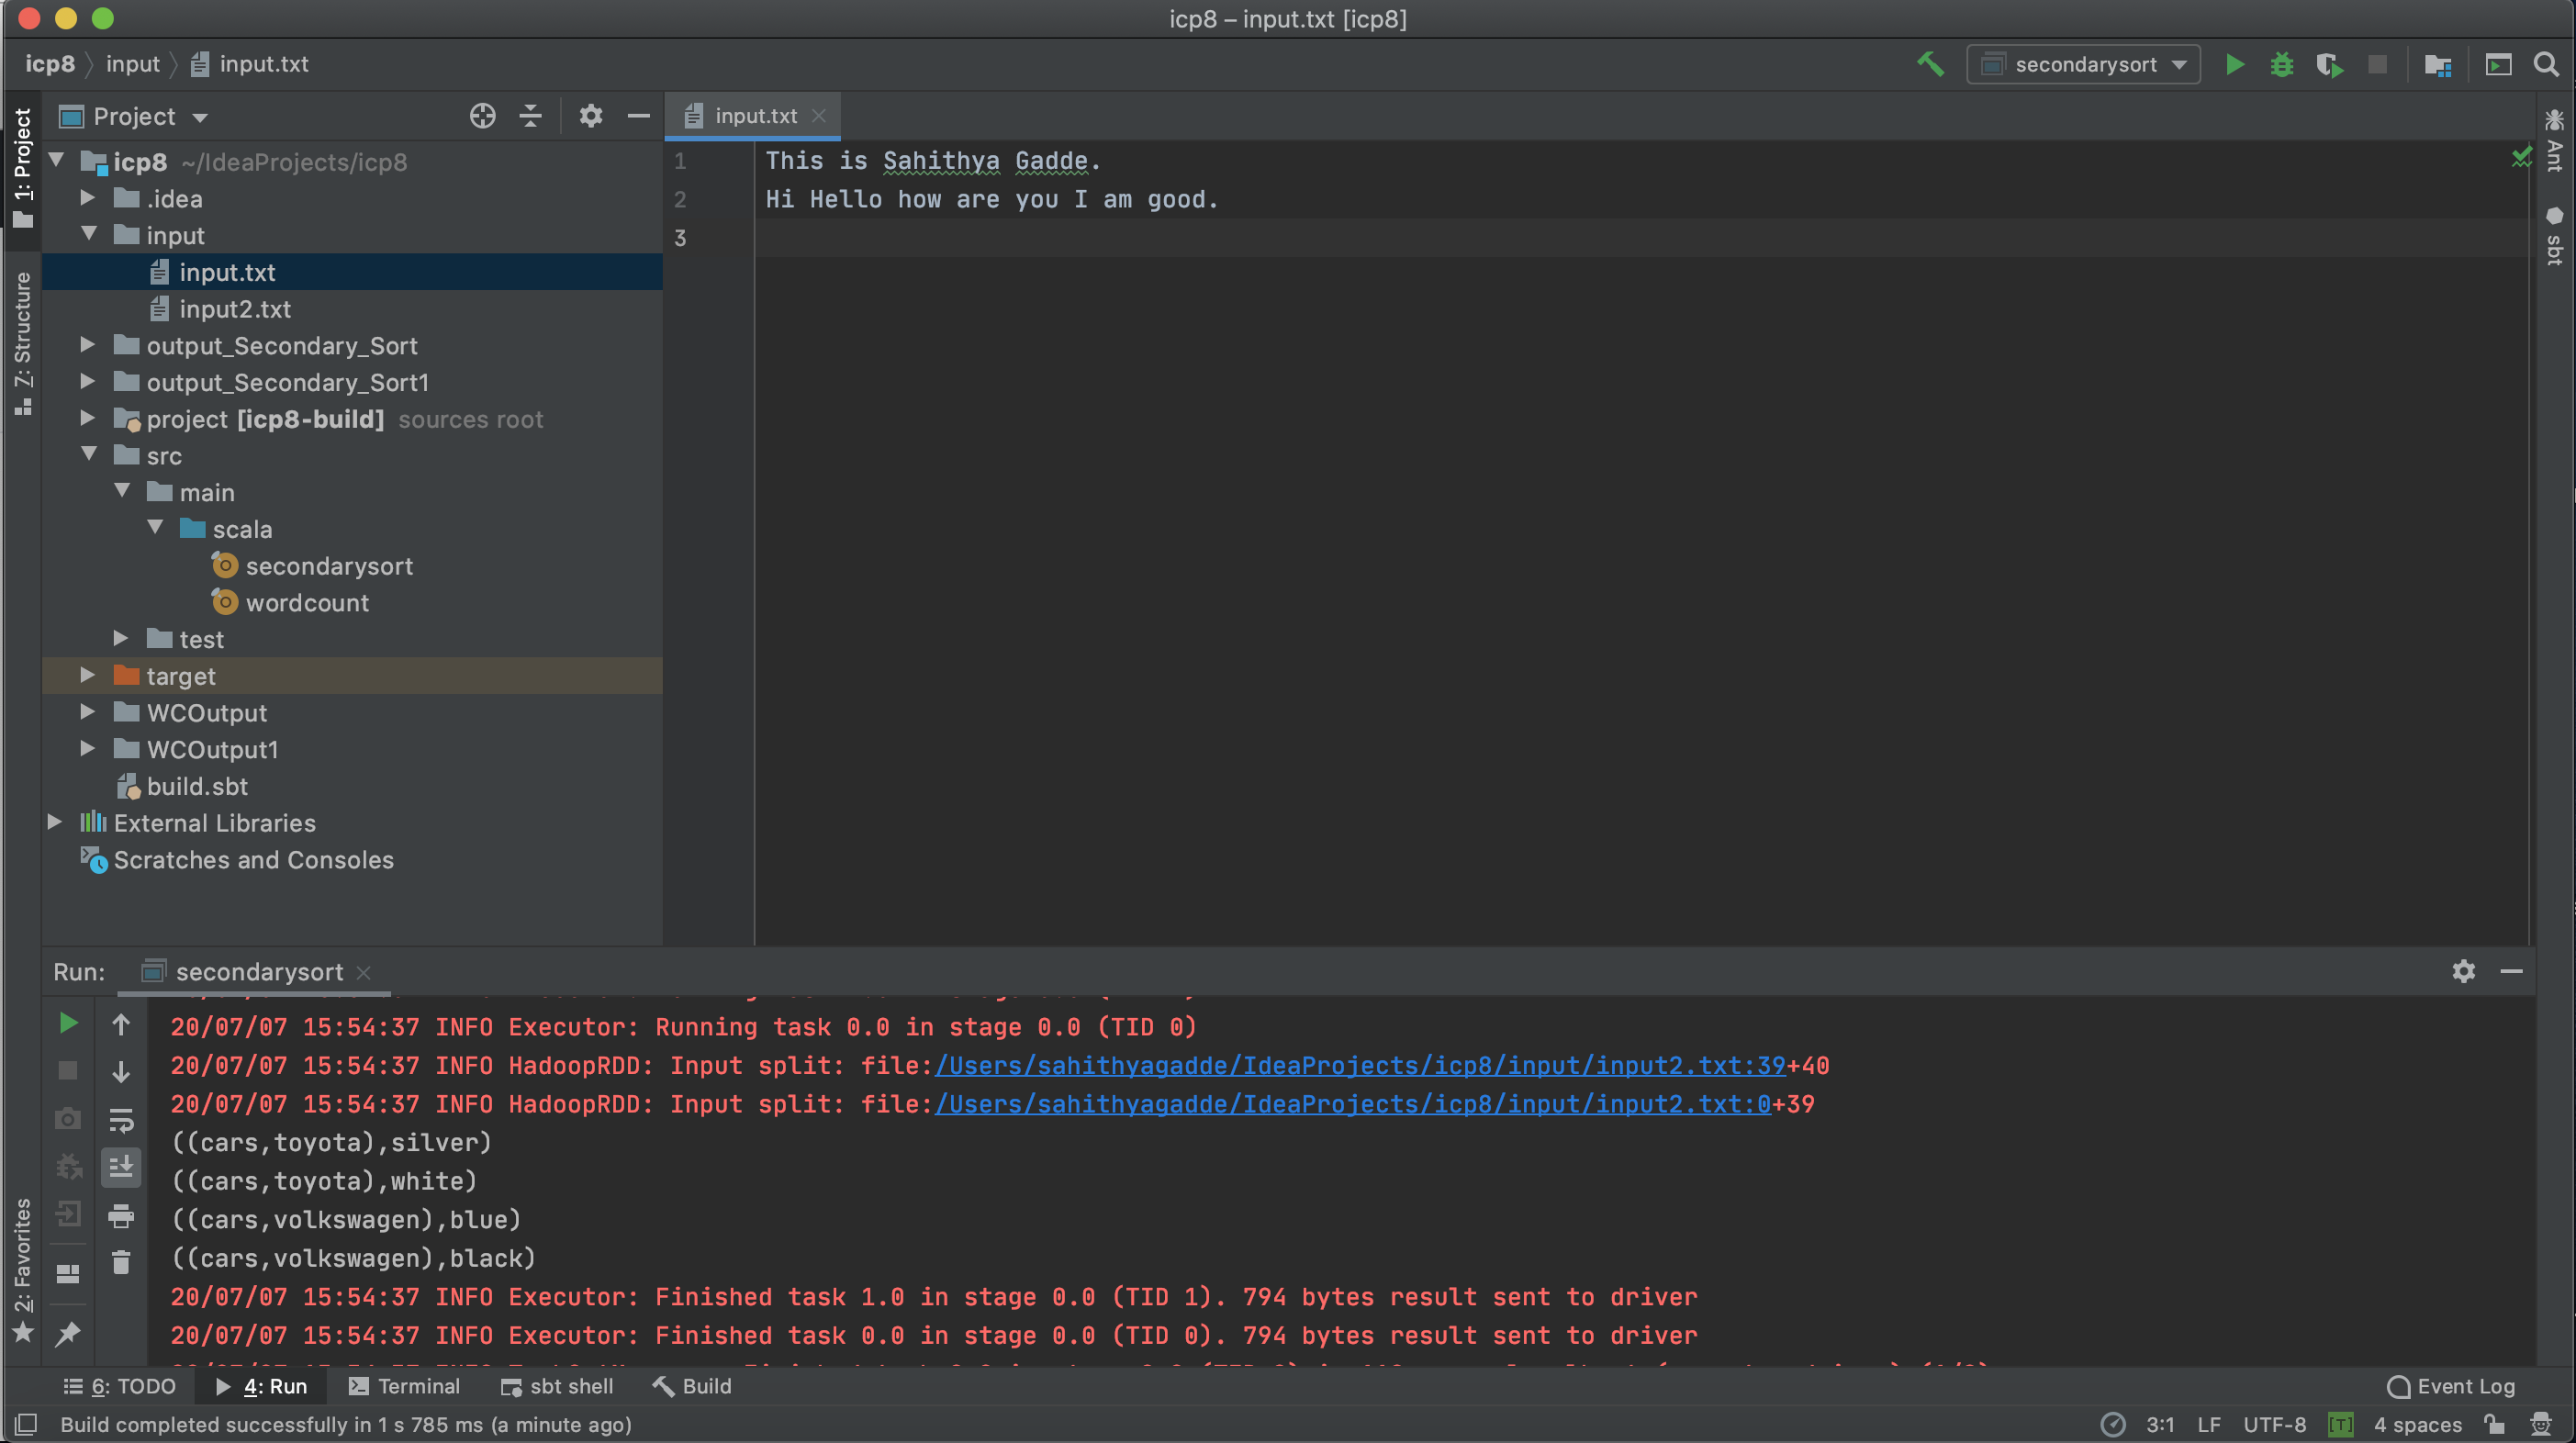 icp8 – input.txt [icp8]
icp8 input input.txt
secondarysort
1: Project
Z: Structure
2: Favorites
Project
icp8 ~/IdeaProjects/icp8
.idea
input
input.txt
input2.txt
output_Secondary_Sort
output_Secondary_Sort1
project [icp8-build] sources root
src
main
scala
secondarysort
wordcount
test
target
WCOutput
WCOutput1
build.sbt
External Libraries
Scratches and Consoles
input.txt
1 This is Sahithya Gadde.
2 Hi Hello how are you I am good.
3
Ant
sbt
Run: secondarysort
20/07/07 15:54:37 INFO Executor: Running task 0.0 in stage 0.0 (TID 0)
20/07/07 15:54:37 INFO HadoopRDD: Input split: file:/Users/sahithyagadde/IdeaProjects/icp8/input/input2.txt:39+40
20/07/07 15:54:37 INFO HadoopRDD: Input split: file:/Users/sahithyagadde/IdeaProjects/icp8/input/input2.txt:0+39
((cars,toyota),silver)
((cars,toyota),white)
((cars,volkswagen),blue)
((cars,volkswagen),black)
20/07/07 15:54:37 INFO Executor: Finished task 1.0 in stage 0.0 (TID 1). 794 bytes result sent to driver
20/07/07 15:54:37 INFO Executor: Finished task 0.0 in stage 0.0 (TID 0). 794 bytes result sent to driver
6: TODO 4: Run Terminal sbt shell Build Event Log
Build completed successfully in 1 s 785 ms (a minute ago) 3:1 LF UTF-8 [T] 4 spaces